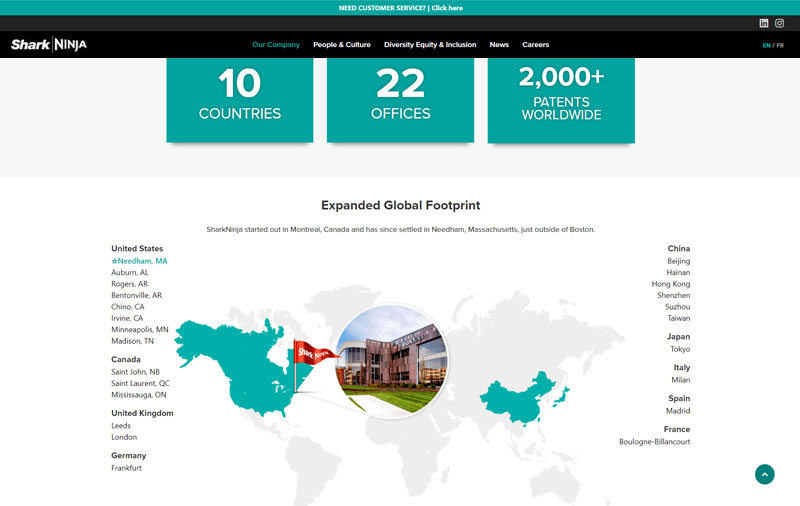 NEED CUSTOMER SERVICE? | Click here
Shark NINJA
Our Company
People & Culture
Diversity Equity & Inclusion
News
Careers
EN / FR
10
COUNTRIES
22
OFFICES
2,000+
PATENTS
WORLDWIDE
Expanded Global Footprint
SharkNinja started out in Montreal, Canada and has since settled in Needham, Massachusetts, just outside of Boston.
United States
☆Needham, MA
Auburn, AL
Rogers, AR
Bentonville, AR
Chino, CA
Irvine, CA
Minneapolis, MN
Madison, TN
Canada
Saint John, NB
Saint Laurent, QC
Mississauga, ON
United Kingdom
Leeds
London
Germany
Frankfurt
Shark NINJA
China
Beijing
Hainan
Hong Kong
Shenzhen
Suzhou
Taiwan
Japan
Tokyo
Italy
Milan
Spain
Madrid
France
Boulogne-Billancourt